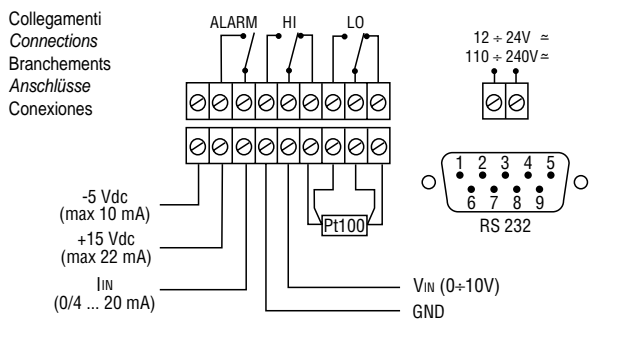 Collegamenti
Connections
Branchements
Anschlüsse
Conexiones
ALARM HI LO
12 ÷ 24V ≃
110 ÷ 240V ≃
1 2 3 4 5
6 7 8 9
RS 232
-5 Vdc
(max 10 mA)
+15 Vdc
(max 22 mA)
IIN
(0/4 ... 20 mA)
Pt100
VIN (0÷10V)
GND